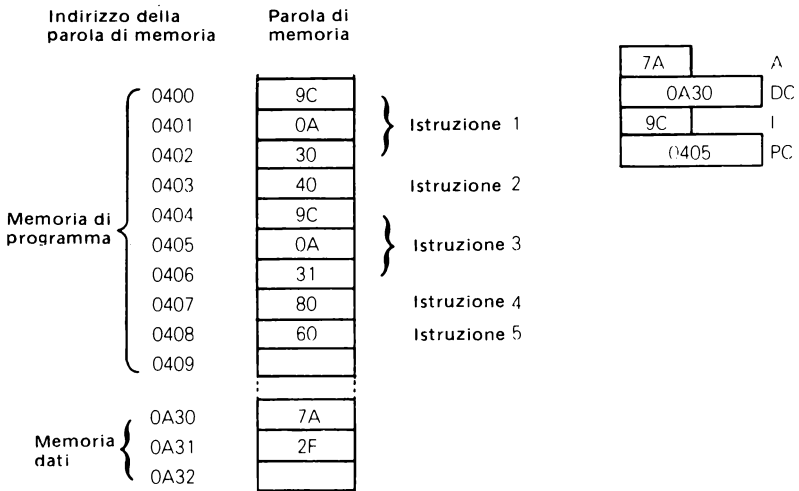 Indirizzo della
parola di memoria
Parola di
memoria
7A A
0A30 DC
9C I
0405 PC
0400 9C
0401 0A Istruzione 1
0402 30
0403 40 Istruzione 2
0404 9C
Memoria di
programma
0405 0A Istruzione 3
0406 31
0407 80 Istruzione 4
0408 60 Istruzione 5
0409
0A30 7A
Memoria
dati
0A31 2F
0A32